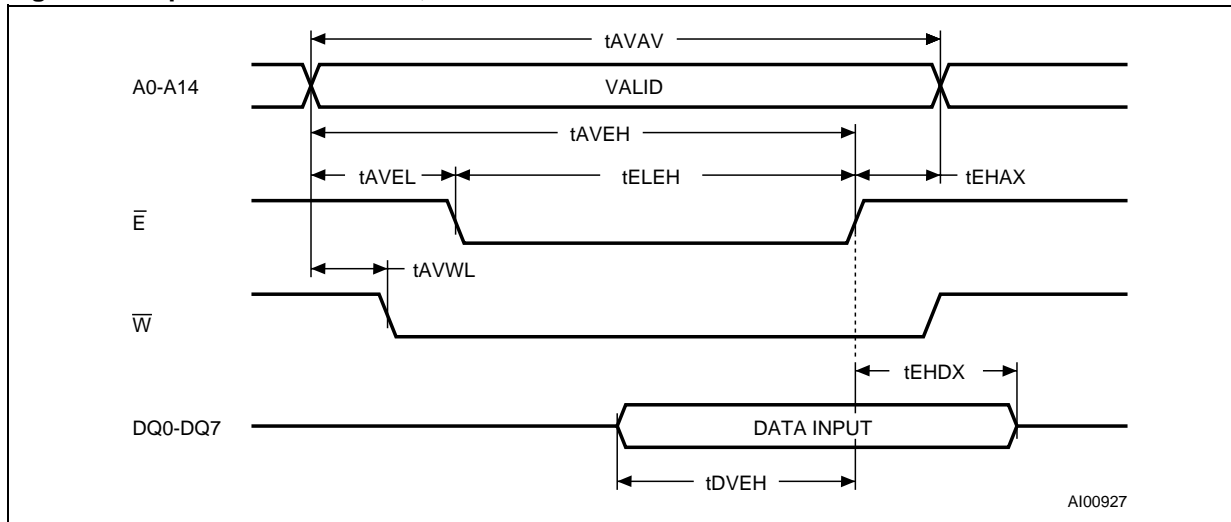 tAVAV
A0-A14
VALID
tAVEH
tAVEL
tELEH
tEHAX
E
tAVWL
W
tEHDX
DQ0-DQ7
DATA INPUT
tDVEH
AI00927